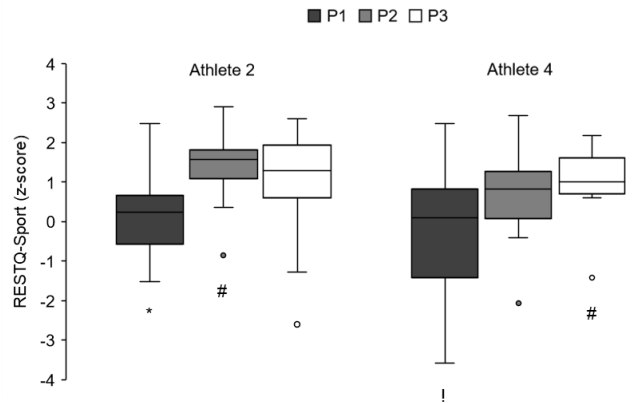 P1 P2 P3
Athlete 2 Athlete 4
RESTQ-Sport (z-score)
4
3
2
1
0
-1
-2
-3
-4
* # # !